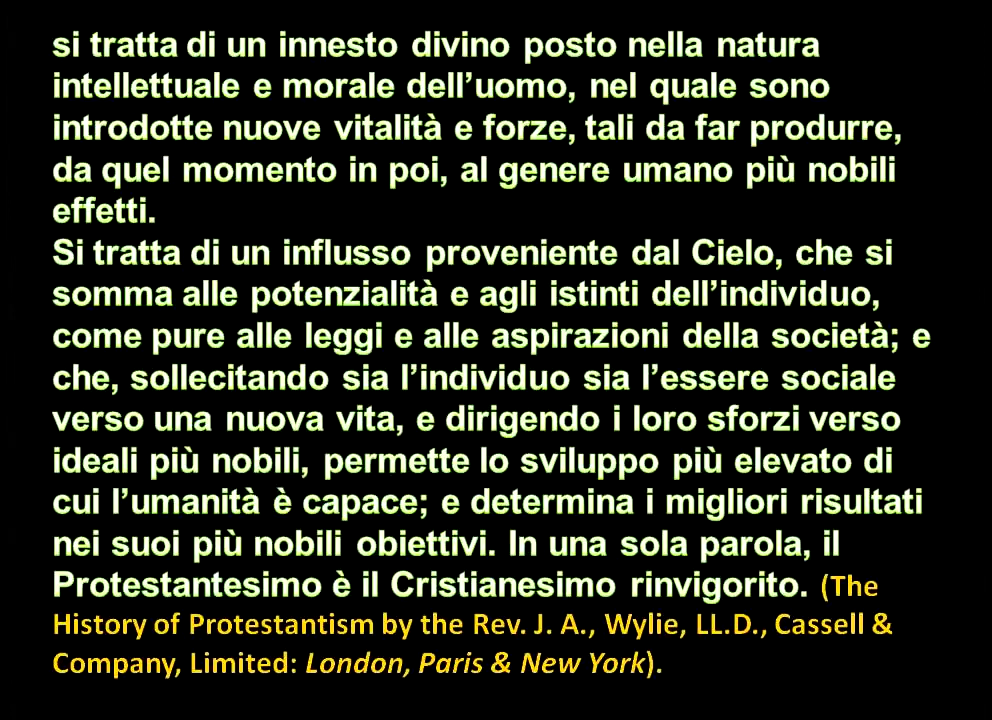 si tratta di un innesto divino posto nella natura
intellettuale e morale dell’uomo, nel quale sono
introdotte nuove vitalità e forze, tali da far produrre,
da quel momento in poi, al genere umano più nobili
effetti.
Si tratta di un influsso proveniente dal Cielo, che si
somma alle potenzialità e agli istinti dell’individuo,
come pure alle leggi e alle aspirazioni della società; e
che, sollecitando sia l’individuo sia l’essere sociale
verso una nuova vita, e dirigendo i loro sforzi verso
ideali più nobili, permette lo sviluppo più elevato di
cui l’umanità è capace; e determina i migliori risultati
nei suoi più nobili obiettivi. In una sola parola, il
Protestantesimo è il Cristianesimo rinvigorito. (The
History of Protestantism by the Rev. J. A., Wylie, LL.D., Cassell &
Company, Limited: London, Paris & New York).